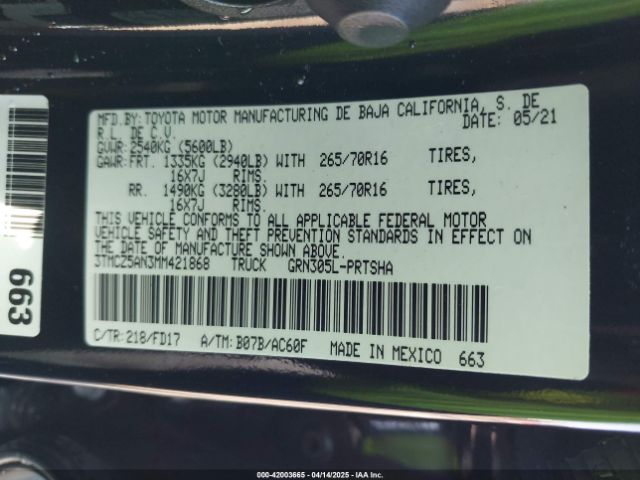 MFD.BY:TOYOTA MOTOR MANUFACTURING DE BAJA CALIFORNIA, S. DE
R.L. DE C.V. DATE: 05/21
GVWR:2540KG (5600LB)
GAWR:FRT. 1335KG (2940LB) WITH 265/70R16 TIRES,
16X7J RIMS.
RR. 1490KG (3280LB) WITH 265/70R16 TIRES,
16X7J RIMS.
THIS VEHICLE CONFORMS TO ALL APPLICABLE FEDERAL MOTOR
VEHICLE SAFETY AND THEFT PREVENTION STANDARDS IN EFFECT ON
THE DATE OF MANUFACTURE SHOWN ABOVE.
3TMCZ5AN3MM421868 TRUCK GRN305L-PRTSHA
C/TR:218/FD17 A/TM:B07B/AC60F MADE IN MEXICO 663
663
000-42003665 - 04/14/2025 - IAA Inc.